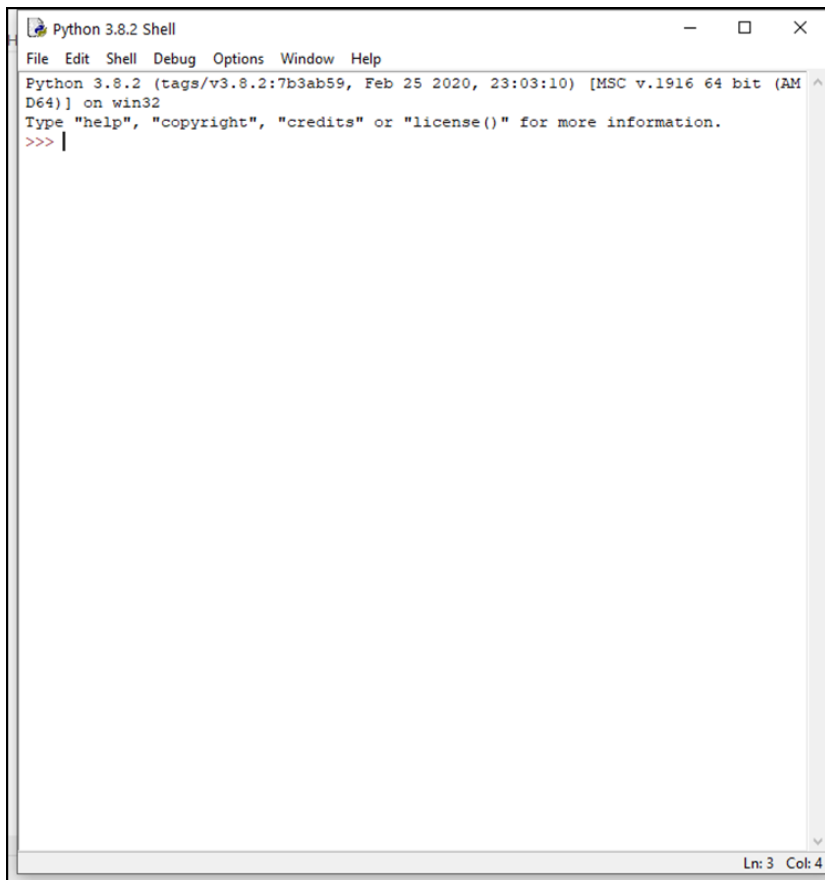 H
Python 3.8.2 Shell
File Edit Shell Debug Options Window Help
Python 3.8.2 (tags/v3.8.2:7b3ab59, Feb 25 2020, 23:03:10) [MSC v.1916 64 bit (AM
D64)] on win32
Type "help", "copyright", "credits" or "license()" for more information.
>>>
Ln: 3 Col: 4